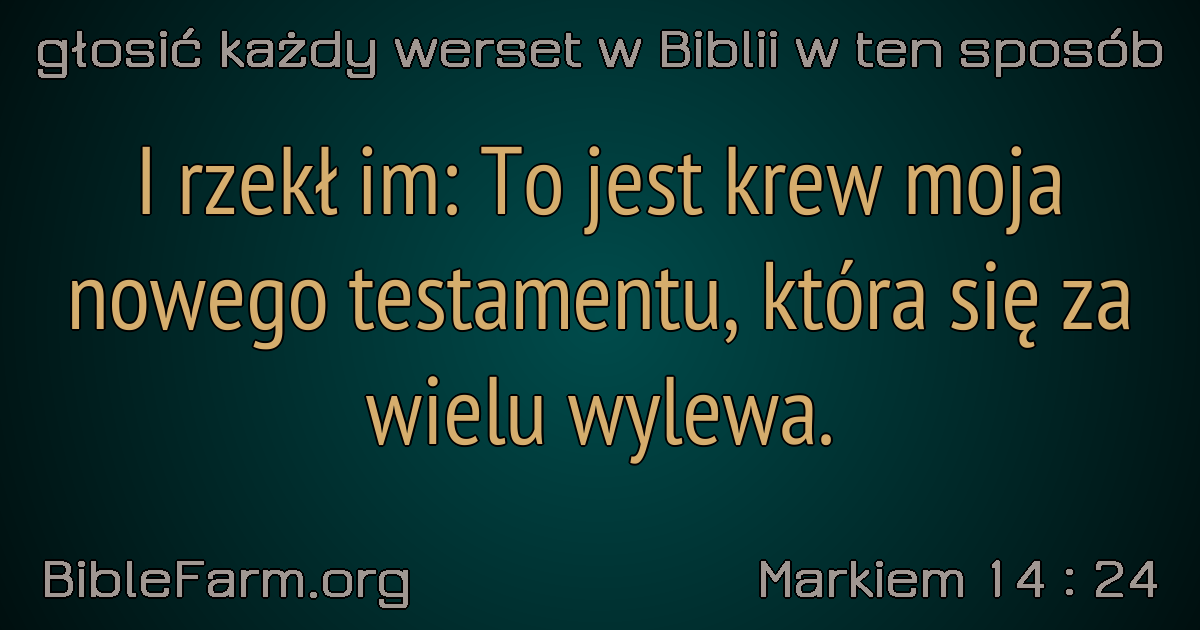 głosić każdy werset w Biblii w ten sposób
I rzekł im: To jest krew moja
nowego testamentu, która się za
wielu wylewa.
BibleFarm.org
Markiem 14 : 24